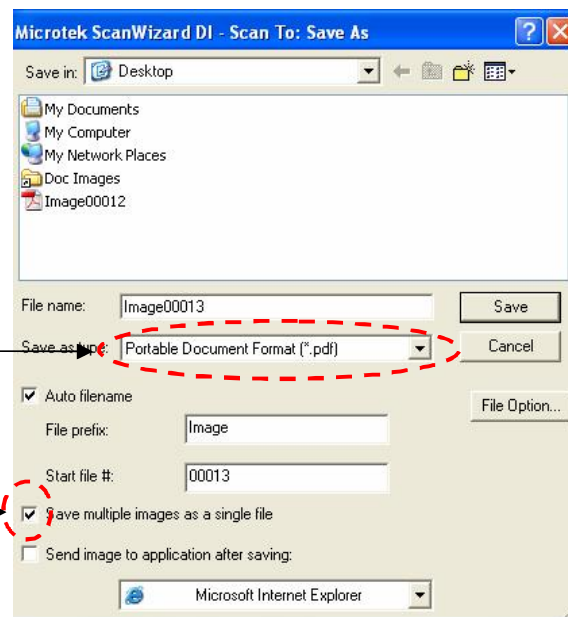 Microtek ScanWizard DI - Scan To: Save As
Save in: Desktop
My Documents
My Computer
My Network Places
Doc Images
Image00012
File name: Image00013 Save
Save as type: Portable Document Format (*.pdf) Cancel
Auto filename
File Option...
File prefix: Image
Start file #: 00013
Save multiple images as a single file
Send image to application after saving:
Microsoft Internet Explorer